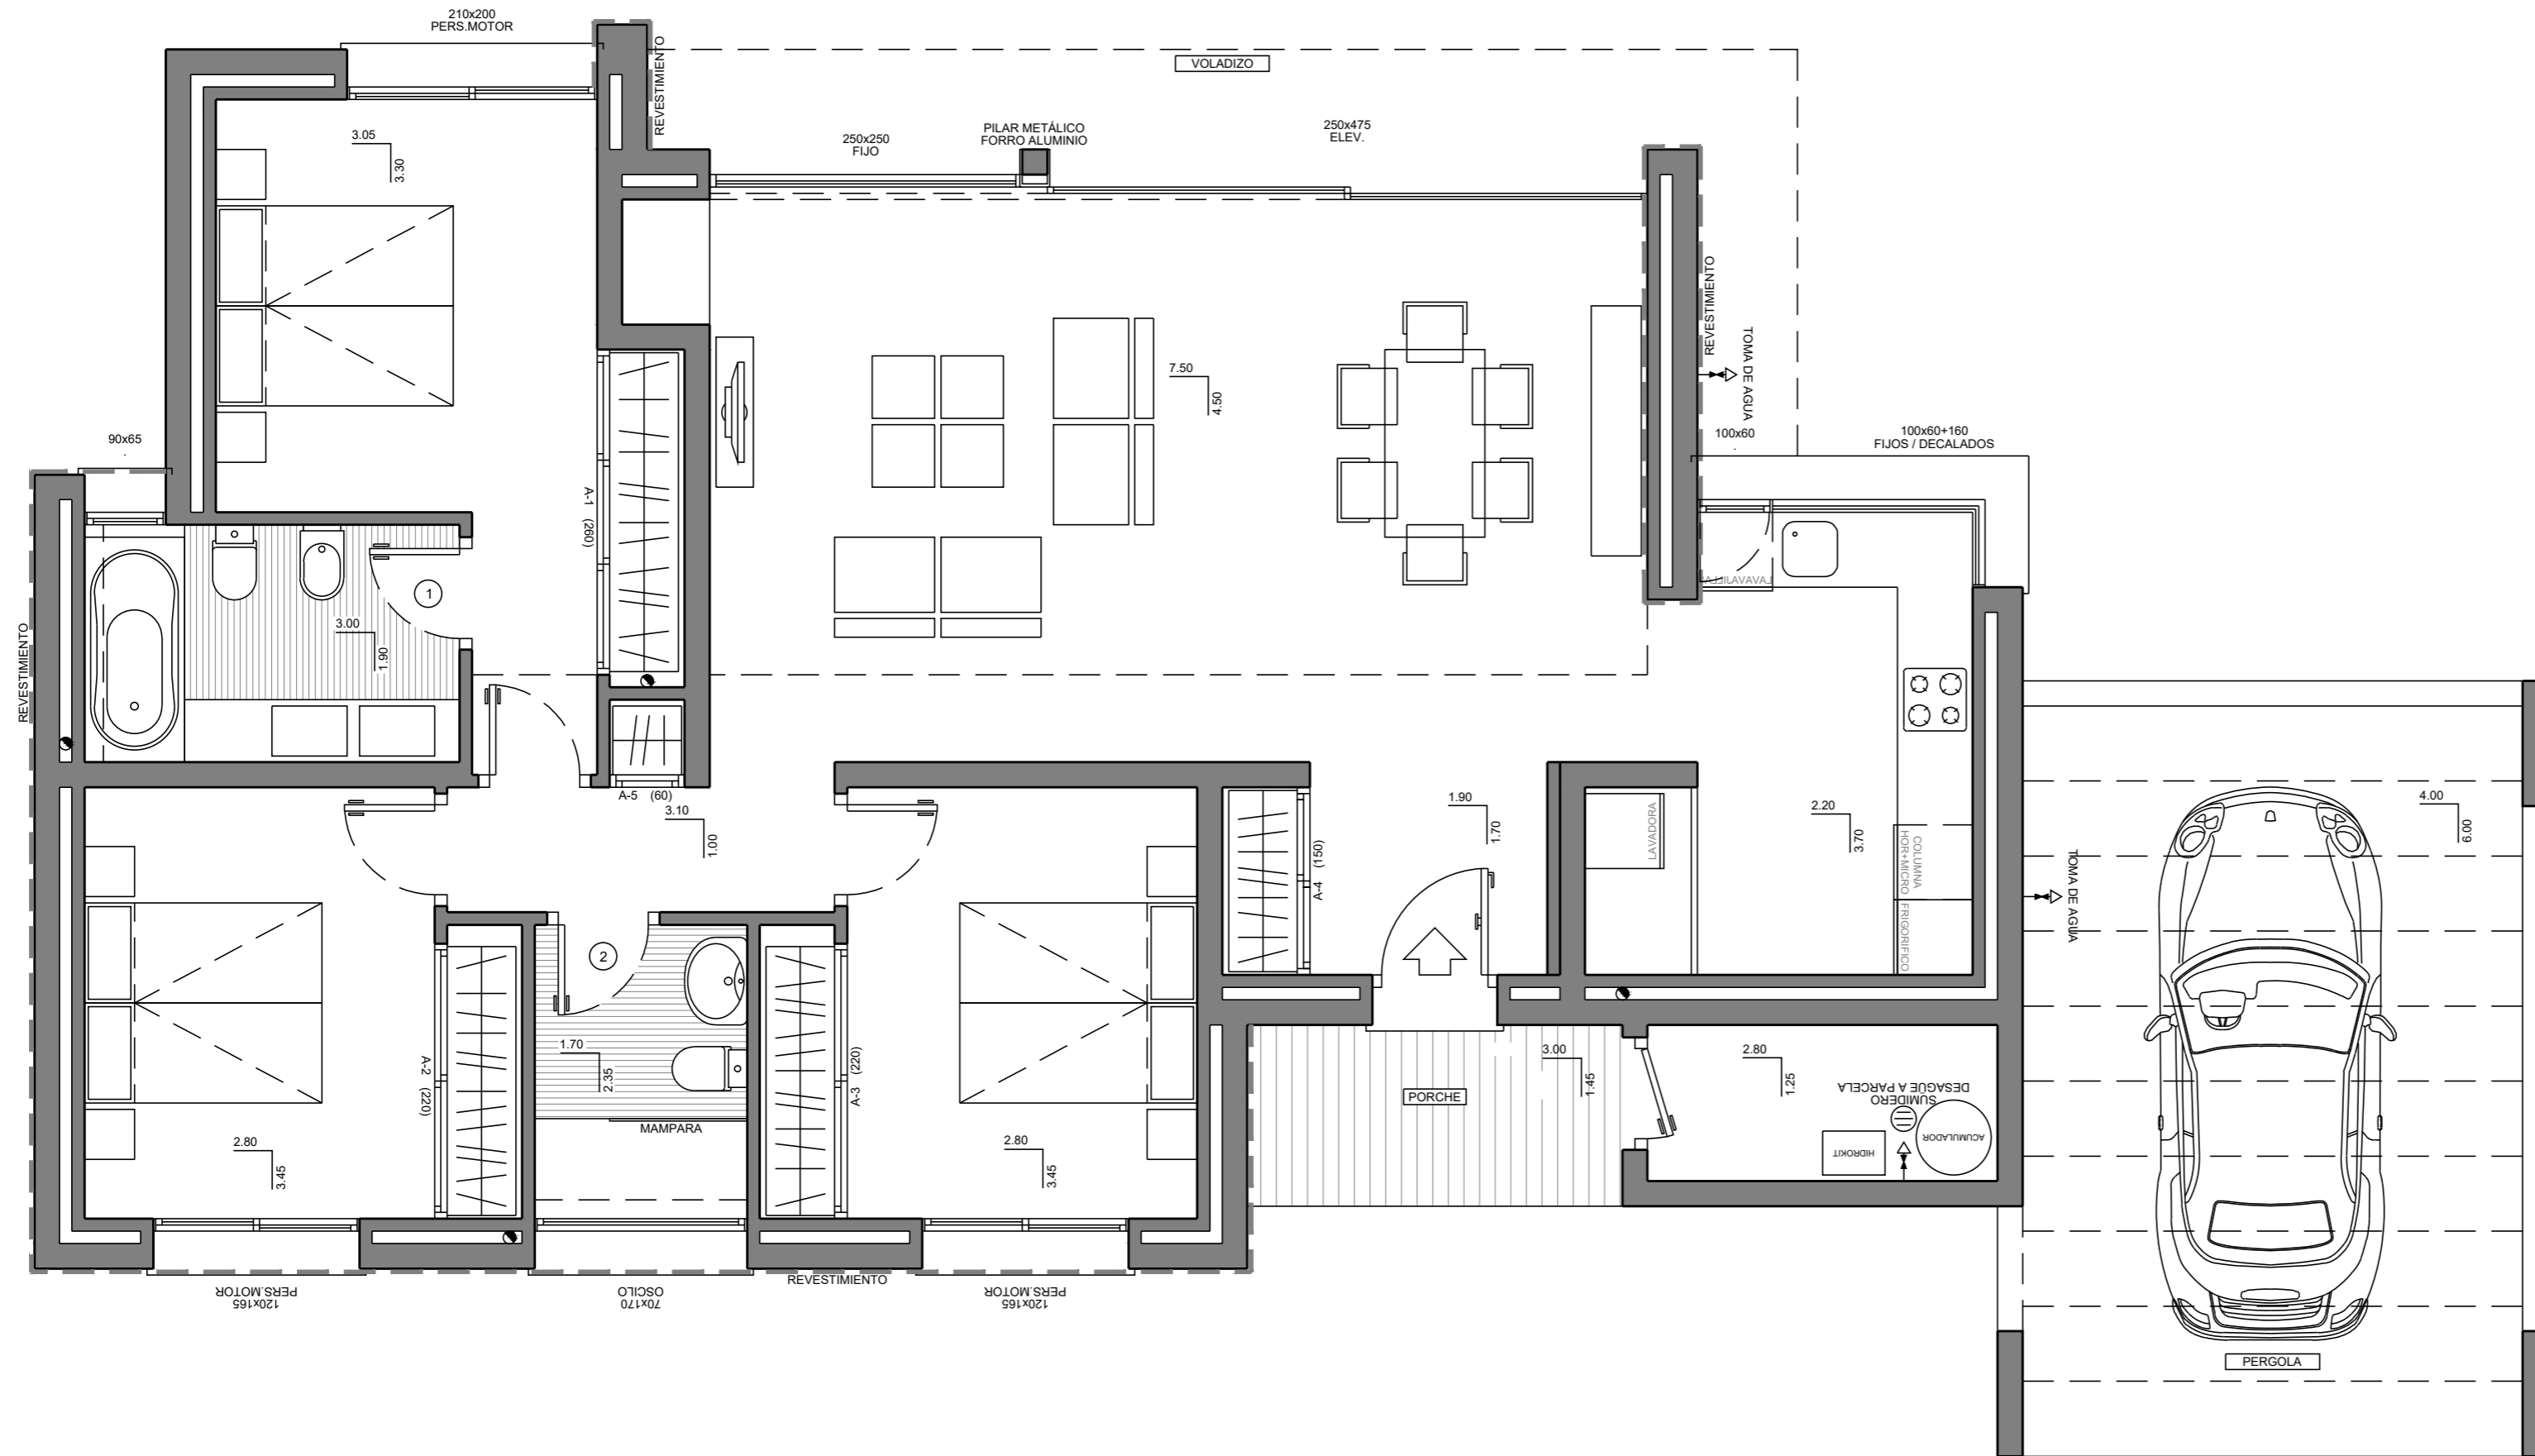 210x200
PERS.MOTOR
REVESTIMIENTO
VOLADIZO
3.05
3.30
250x250
FIJO
PILAR METÁLICO
FORRO ALUMINIO
250x475
ELEV.
REVESTIMIENTO
TOMA DE AGUA
7.50
4.50
90x65
100x60
100x60+160
FIJOS / DECALADOS
A-1 (260)
LAVAVAJILLAS
1
3.00
1.90
REVESTIMIENTO
A-5 (60)
3.10
1.00
1.90
1.70
LAVADORA
2.20
3.70
COLUMNA
HOR+MICRO
FRIGORIFICO
4.00
6.00
TOMA DE AGUA
A-4 (150)
2
1.70
2.35
A-2 (220)
A-3 (220)
MAMPARA
2.80
3.45
2.80
3.45
PORCHE
3.00
1.45
2.80
1.25
SUMIDERO
DESAGÜE A PARCELA
ACUMULADOR
HIDROKIT
120x165
PERS.MOTOR
70x170
OSCILO
REVESTIMIENTO
120x165
PERS.MOTOR
PERGOLA